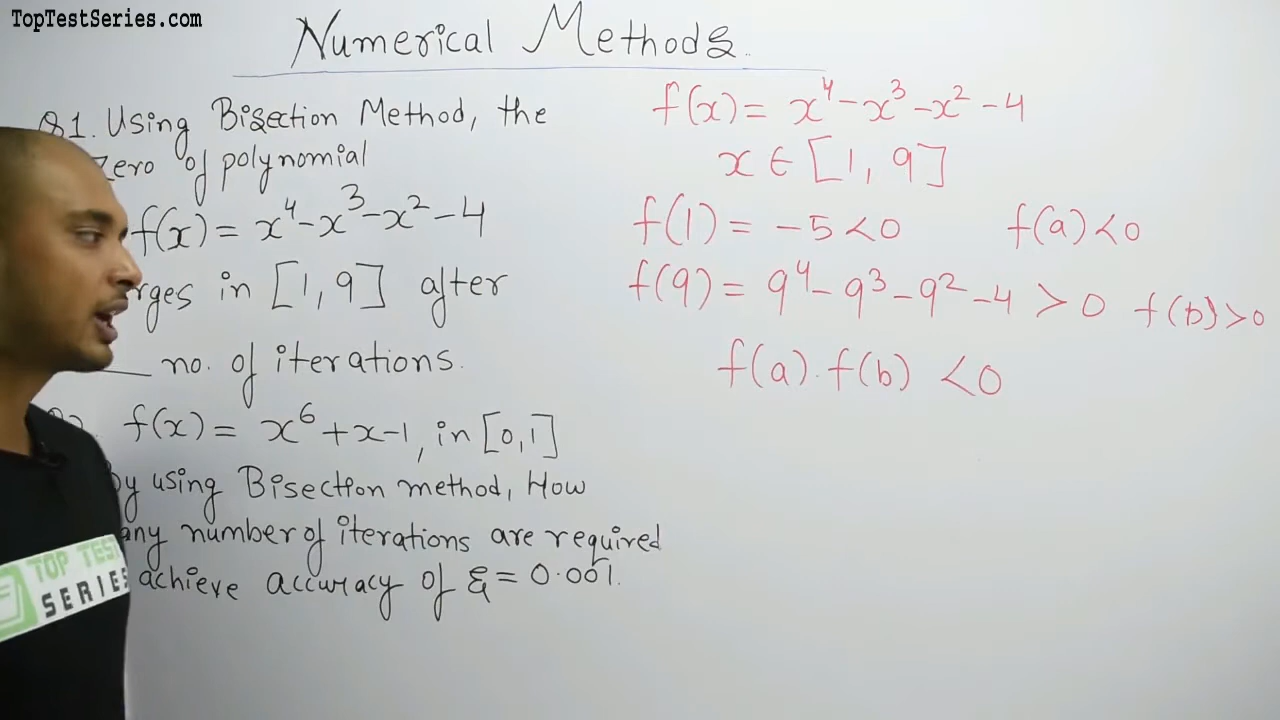 TopTestSeries.com
Numerical Methods.
Q1. Using Bisection Method, the
Zero of polynomial
f(x) = x⁴-x³-x²-4
rges in [1, 9] after
___ no. of iterations.
f(x) = x⁶+x-1, in [0,1]
By using Bisection method, How
any number of iterations are required
achieve accuracy of ξ = 0.001.
f(x) = x⁴-x³-x²-4
x ∈ [1, 9]
f(1) = -5<0 f(a)<0
f(9) = 9⁴-9³-9²-4 > 0 f(b)>0
f(a).f(b) <0
TOP TEST
SERIES